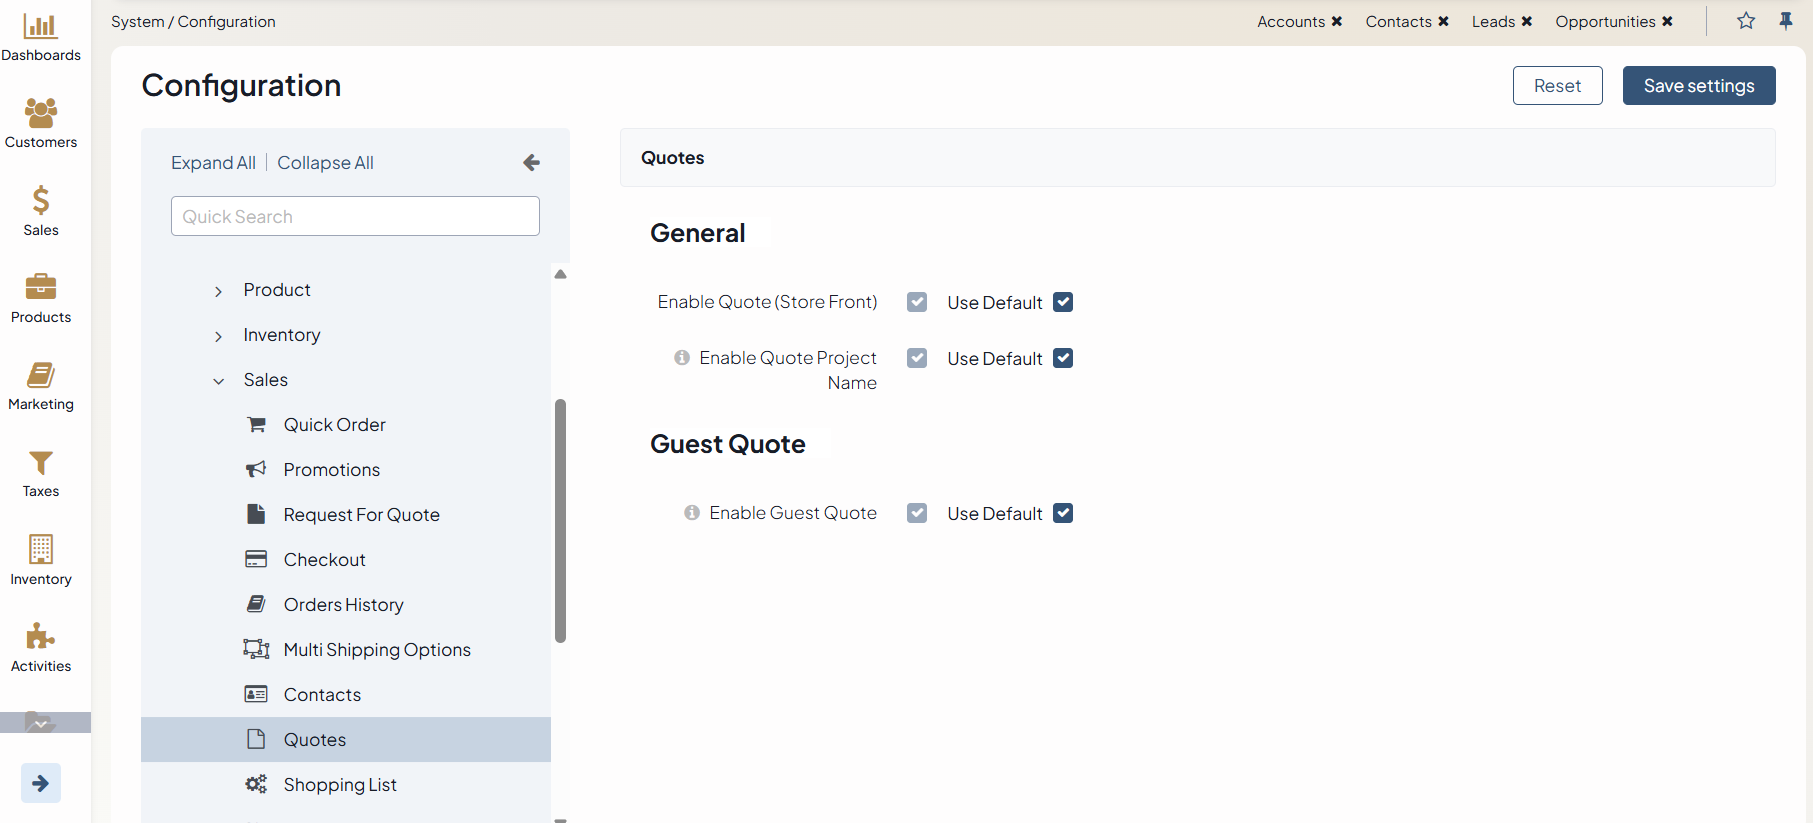 System / Configuration
Accounts ✖ Contacts ✖ Leads ✖ Opportunities ✖
Dashboards
Customers
Sales
Products
Marketing
Taxes
Inventory
Activities
Configuration
Reset
Save settings
Expand All | Collapse All
Quick Search
Product
Inventory
Sales
Quick Order
Promotions
Request For Quote
Checkout
Orders History
Multi Shipping Options
Contacts
Quotes
Shopping List
Quotes
General
Enable Quote (Store Front) Use Default
Enable Quote Project Use Default
Name
Guest Quote
Enable Guest Quote Use Default